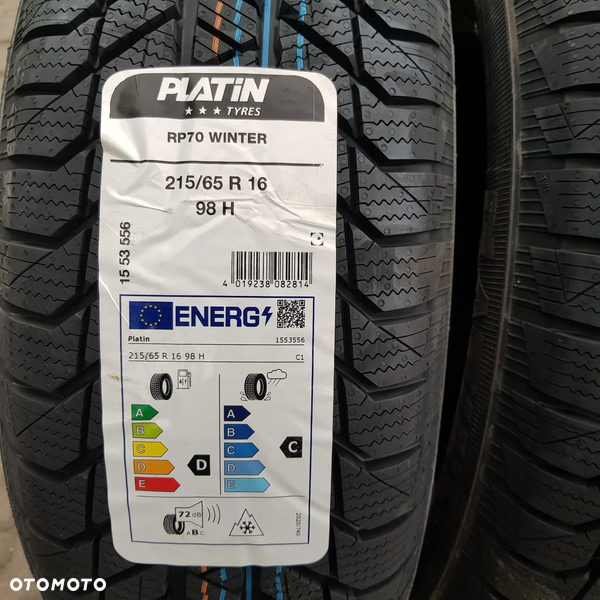 PLATIN
TYRES
RP70 WINTER
215/65 R 16
98 H
15 53 556
4 019238 082814
ENERG
Platin 1553556
215/65 R 16 98 H C1
A A
B B
C C C
D D D
E E
72 dB
A B C
2020/740
OTOMOTO